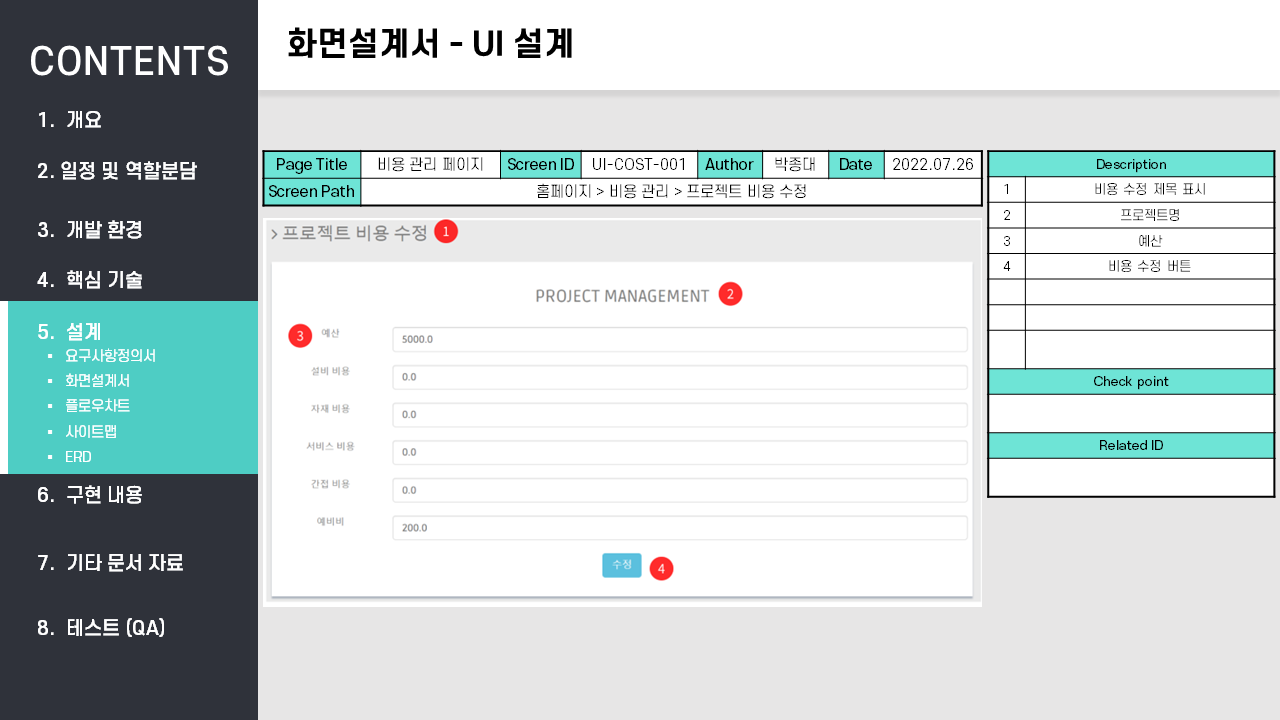 CONTENTS
1. 개요
2. 일정 및 역할분담
3. 개발 환경
4. 핵심 기술
5. 설계
▪ 요구사항정의서
▪ 화면설계서
▪ 플로우차트
▪ 사이트맵
▪ ERD
6. 구현 내용
7. 기타 문서 자료
8. 테스트 (QA)
화면설계서 - UI 설계
Page Title 비용 관리 페이지 Screen ID UI-COST-001 Author 박종대 Date 2022.07.26
Screen Path 홈페이지 > 비용 관리 > 프로젝트 비용 수정
> 프로젝트 비용 수정 1
PROJECT MANAGEMENT 2
3 예산 5000.0
설비 비용 0.0
자재 비용 0.0
서비스 비용 0.0
간접 비용 0.0
예비비 200.0
수정 4
Description
1 비용 수정 제목 표시
2 프로젝트명
3 예산
4 비용 수정 버튼
Check point
Related ID